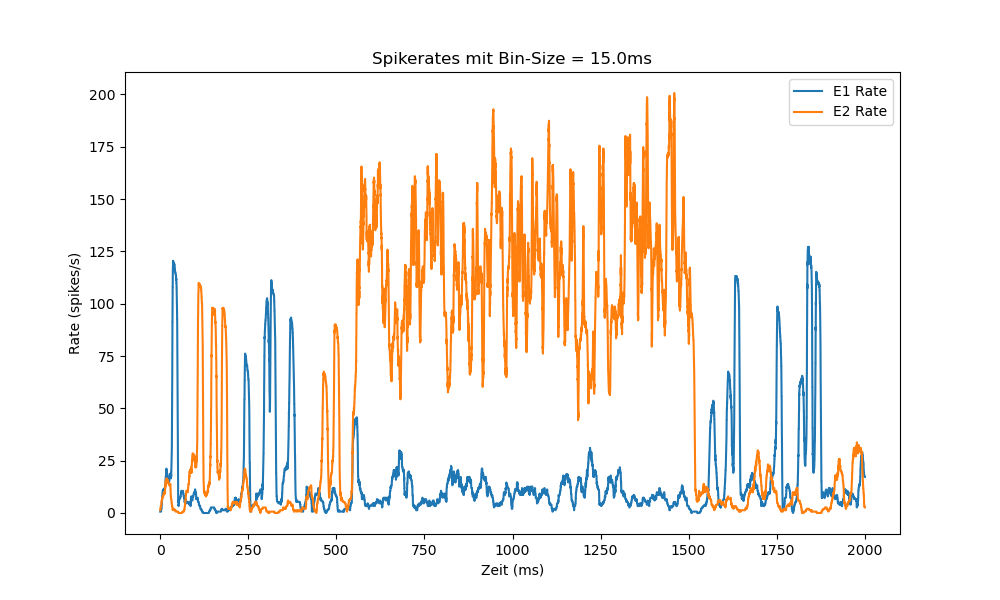 Spikerates mit Bin-Size = 15.0ms
E1 Rate
E2 Rate
200
175
150
125
100
75
50
25
0
Rate (spikes/s)
0 250 500 750 1000 1250 1500 1750 2000
Zeit (ms)